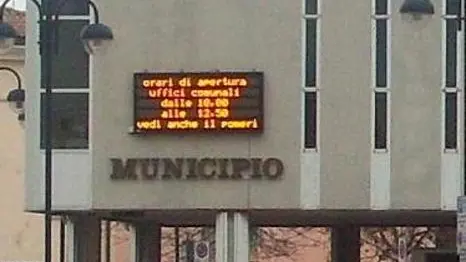 orari di apertura
uffici comunali
dalle 10.00
alle 12.50
vedi anche il pomeri
MUNICIPIO